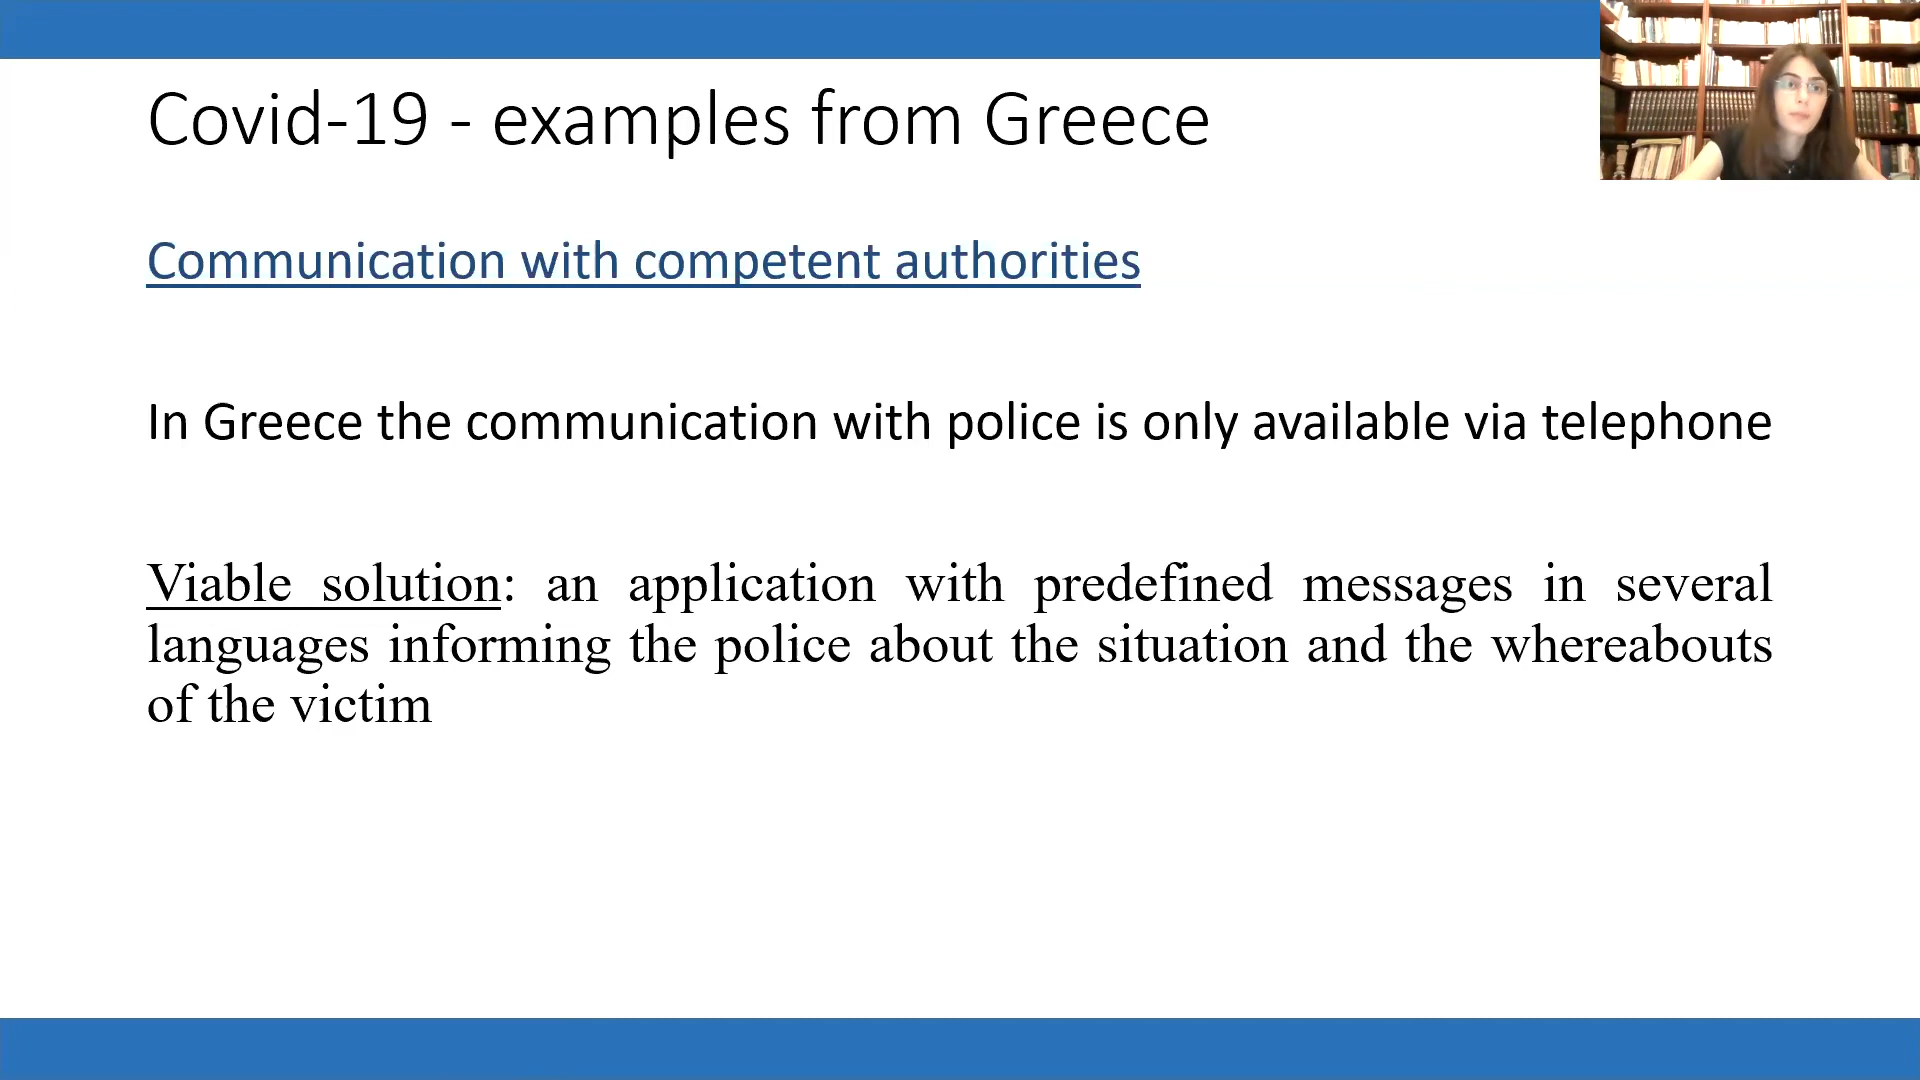 Covid-19 - examples from Greece
Communication with competent authorities
In Greece the communication with police is only available via telephone
Viable solution: an application with predefined messages in several
languages informing the police about the situation and the whereabouts
of the victim